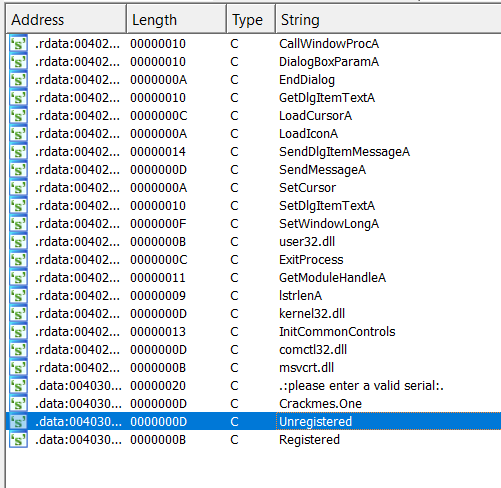 Address Length Type String
.rdata:00402... 00000010 C CallWindowProcA
.rdata:00402... 00000010 C DialogBoxParamA
.rdata:00402... 0000000A C EndDialog
.rdata:00402... 00000010 C GetDlgItemTextA
.rdata:00402... 0000000C C LoadCursorA
.rdata:00402... 0000000A C LoadIconA
.rdata:00402... 00000014 C SendDlgItemMessageA
.rdata:00402... 0000000D C SendMessageA
.rdata:00402... 0000000A C SetCursor
.rdata:00402... 00000010 C SetDlgItemTextA
.rdata:00402... 0000000F C SetWindowLongA
.rdata:00402... 0000000B C user32.dll
.rdata:00402... 0000000C C ExitProcess
.rdata:00402... 00000011 C GetModuleHandleA
.rdata:00402... 00000009 C lstrlenA
.rdata:00402... 0000000D C kernel32.dll
.rdata:00402... 00000013 C InitCommonControls
.rdata:00402... 0000000D C comctl32.dll
.rdata:00402... 0000000B C msvcrt.dll
.data:004030... 00000020 C .:please enter a valid serial:.
.data:004030... 0000000D C Crackmes.One
.data:004030... 0000000D C Unregistered
.data:004030... 0000000B C Registered